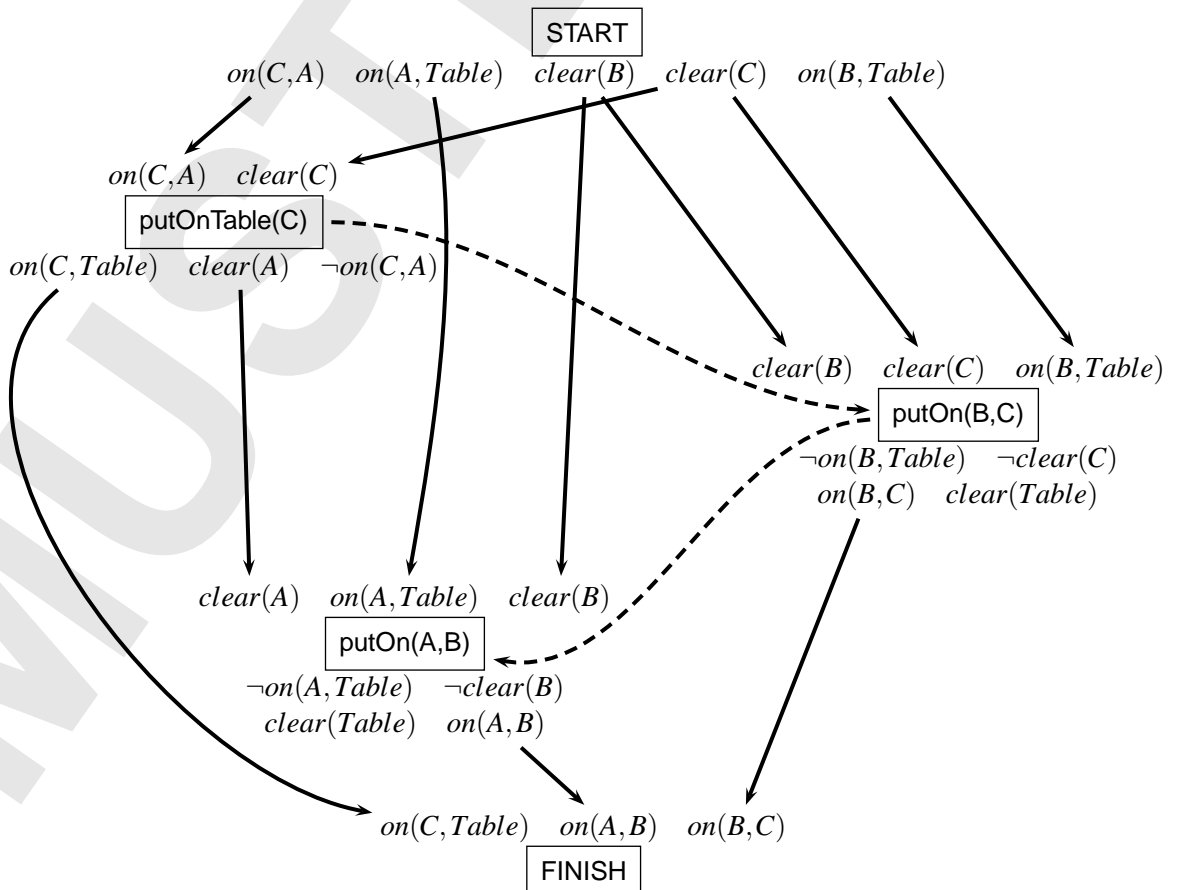 START
on(C,A) on(A,Table) clear(B) clear(C) on(B,Table)
on(C,A) clear(C)
putOnTable(C)
on(C,Table) clear(A) ¬on(C,A)
clear(B) clear(C) on(B,Table)
putOn(B,C)
¬on(B,Table) ¬clear(C)
on(B,C) clear(Table)
clear(A) on(A,Table) clear(B)
putOn(A,B)
¬on(A,Table) ¬clear(B)
clear(Table) on(A,B)
on(C,Table) on(A,B) on(B,C)
FINISH